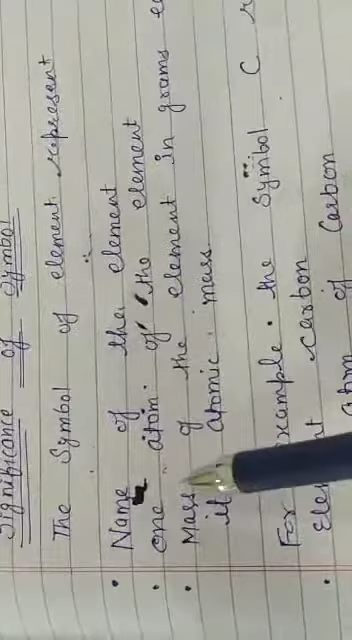 Significance of Symbol
The Symbol of element represent
• Name of the element
• one atom of the element
• Mass of the element in grams
it atomic mass
For example. the Symbol C
carbon
• atom of Carbon